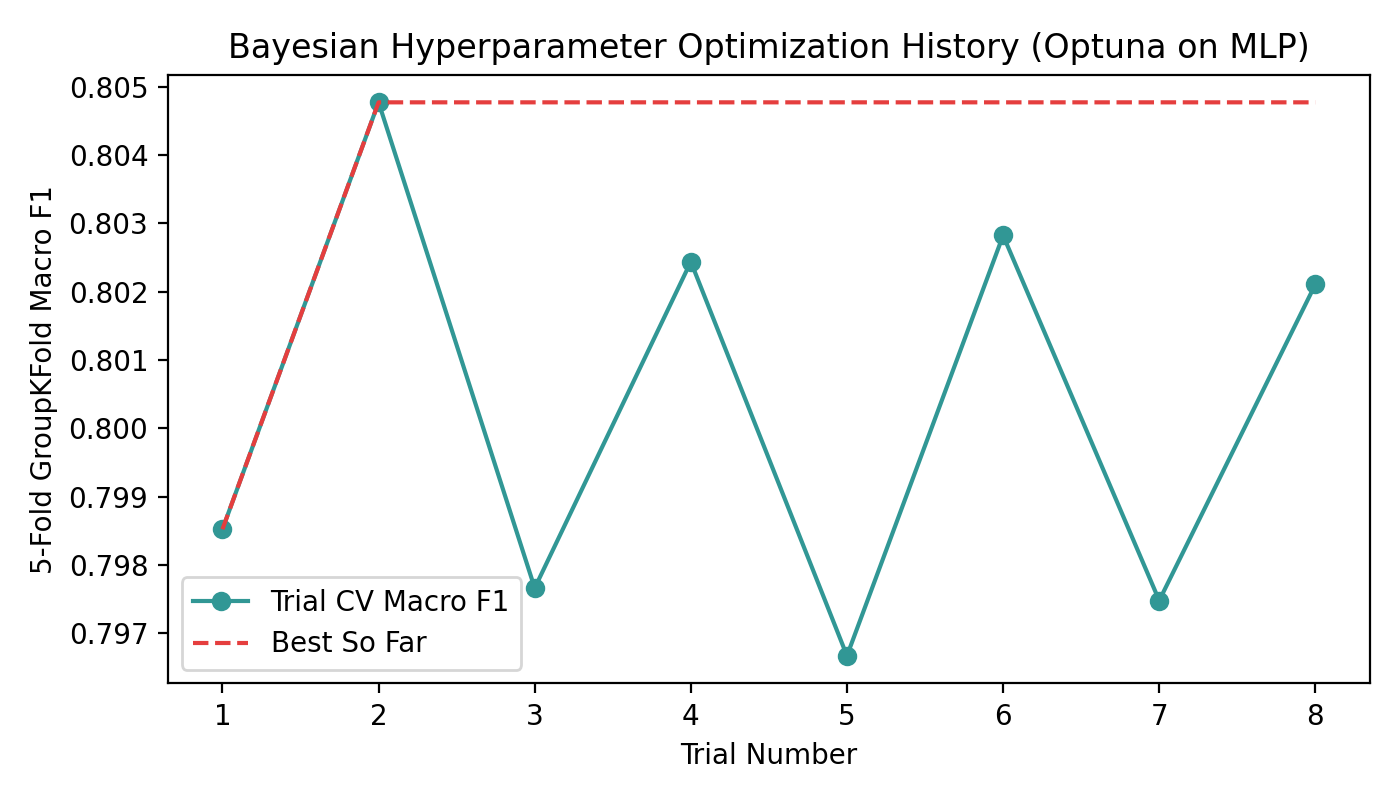 Bayesian Hyperparameter Optimization History (Optuna on MLP)
5-Fold GroupKFold Macro F1
0.805
0.804
0.803
0.802
0.801
0.800
0.799
0.798
0.797
Trial CV Macro F1
Best So Far
1 2 3 4 5 6 7 8
Trial Number